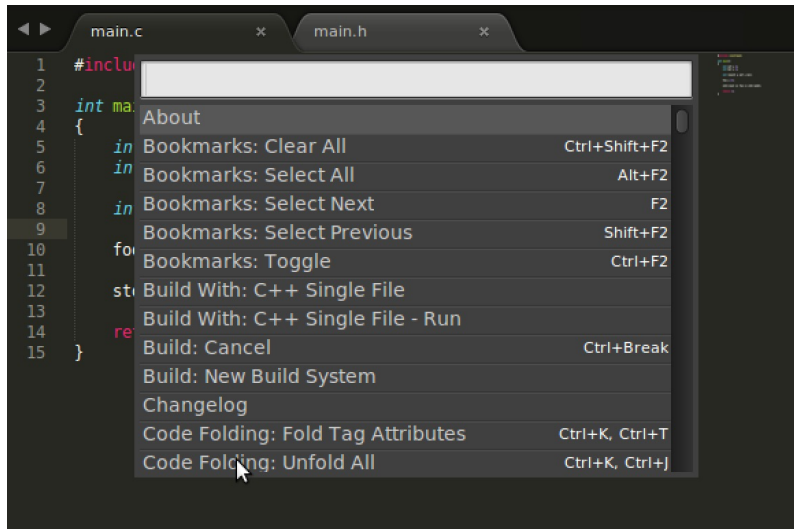 main.c × main.h ×
1 #inclu
2
3 int ma
4 {
5 in
6 in
7
8 in
9
10 foo
11
12 sto
13
14 re
15 }
About
Bookmarks: Clear All Ctrl+Shift+F2
Bookmarks: Select All Alt+F2
Bookmarks: Select Next F2
Bookmarks: Select Previous Shift+F2
Bookmarks: Toggle Ctrl+F2
Build With: C++ Single File
Build With: C++ Single File - Run
Build: Cancel Ctrl+Break
Build: New Build System
Changelog
Code Folding: Fold Tag Attributes Ctrl+K, Ctrl+T
Code Folding: Unfold All Ctrl+K, Ctrl+J